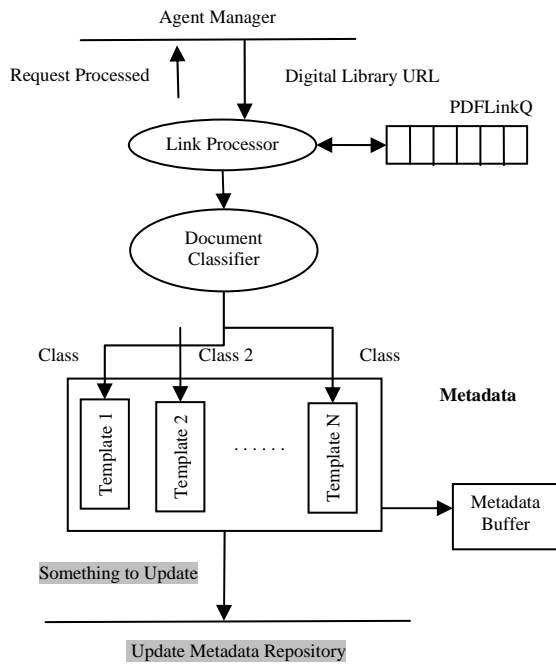 Agent Manager
Request Processed
Digital Library URL
PDFLinkQ
Link Processor
Document
Classifier
Class
Class 2
Class
Metadata
Template 1
Template 2
......
Template N
Metadata
Buffer
Something to Update
Update Metadata Repository